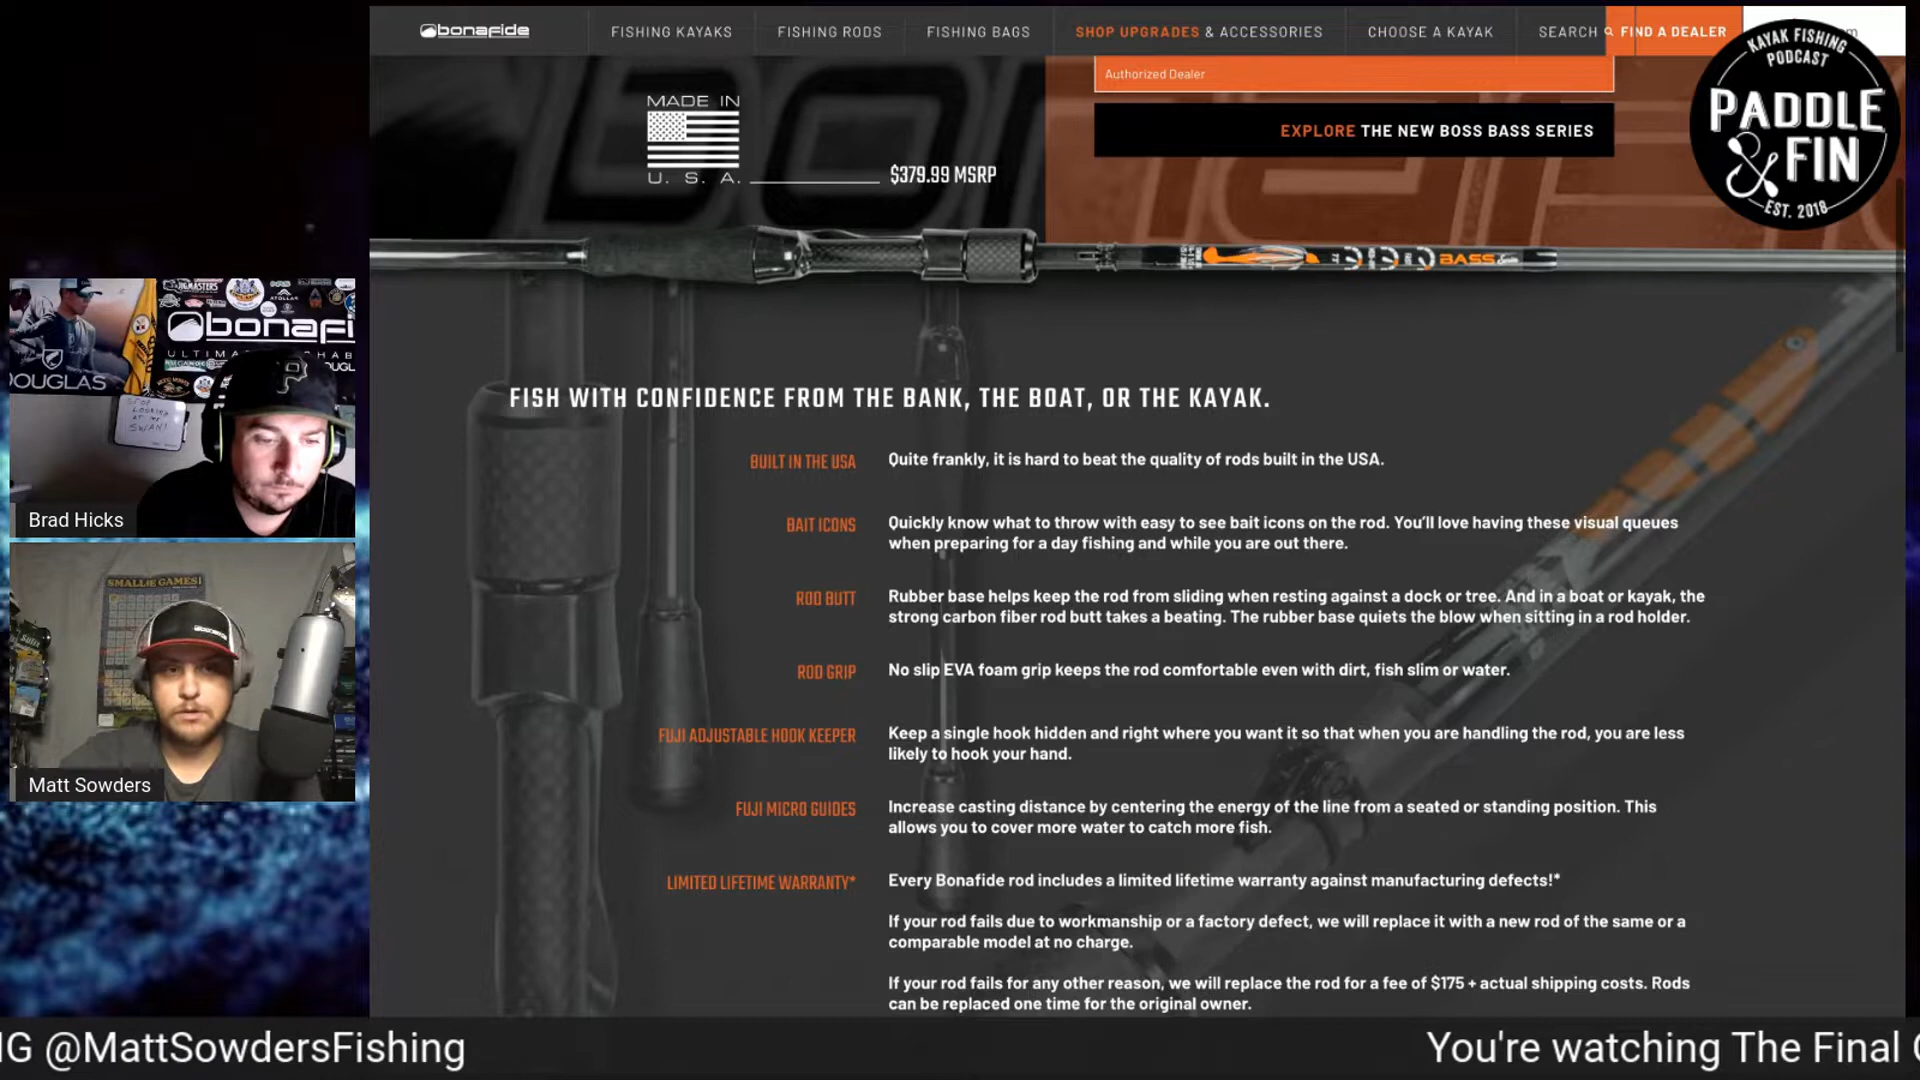 bonafide
FISHING KAYAKS
FISHING RODS
FISHING BAGS
SHOP UPGRADES & ACCESSORIES
CHOOSE A KAYAK
SEARCH
FIND A DEALER
KAYAK FISHING
PODCAST
PADDLE
& FIN
EST. 2018
Authorized Dealer
EXPLORE THE NEW BOSS BASS SERIES
MADE IN
U. S. A.
$379.99 MSRP
BASS
FISH WITH CONFIDENCE FROM THE BANK, THE BOAT, OR THE KAYAK.
BUILT IN THE USA
Quite frankly, it is hard to beat the quality of rods built in the USA.
BAIT ICONS
Quickly know what to throw with easy to see bait icons on the rod. You'll love having these visual queues
when preparing for a day fishing and while you are out there.
ROD BUTT
Rubber base helps keep the rod from sliding when resting against a dock or tree. And in a boat or kayak, the
strong carbon fiber rod butt takes a beating. The rubber base quiets the blow when sitting in a rod holder.
ROD GRIP
No slip EVA foam grip keeps the rod comfortable even with dirt, fish slim or water.
FUJI ADJUSTABLE HOOK KEEPER
Keep a single hook hidden and right where you want it so that when you are handling the rod, you are less
likely to hook your hand.
FUJI MICRO GUIDES
Increase casting distance by centering the energy of the line from a seated or standing position. This
allows you to cover more water to catch more fish.
LIMITED LIFETIME WARRANTY*
Every Bonafide rod includes a limited lifetime warranty against manufacturing defects!*
If your rod fails due to workmanship or a factory defect, we will replace it with a new rod of the same or a
comparable model at no charge.
If your rod fails for any other reason, we will replace the rod for a fee of $175 + actual shipping costs. Rods
can be replaced one time for the original owner.
bonafi
OUGLAS
STOP
LOOKING
AT ME
SWAN!
P
Brad Hicks
SMALLIE GAMES!
Matt Sowders
IG @MattSowdersFishing
You're watching The Final